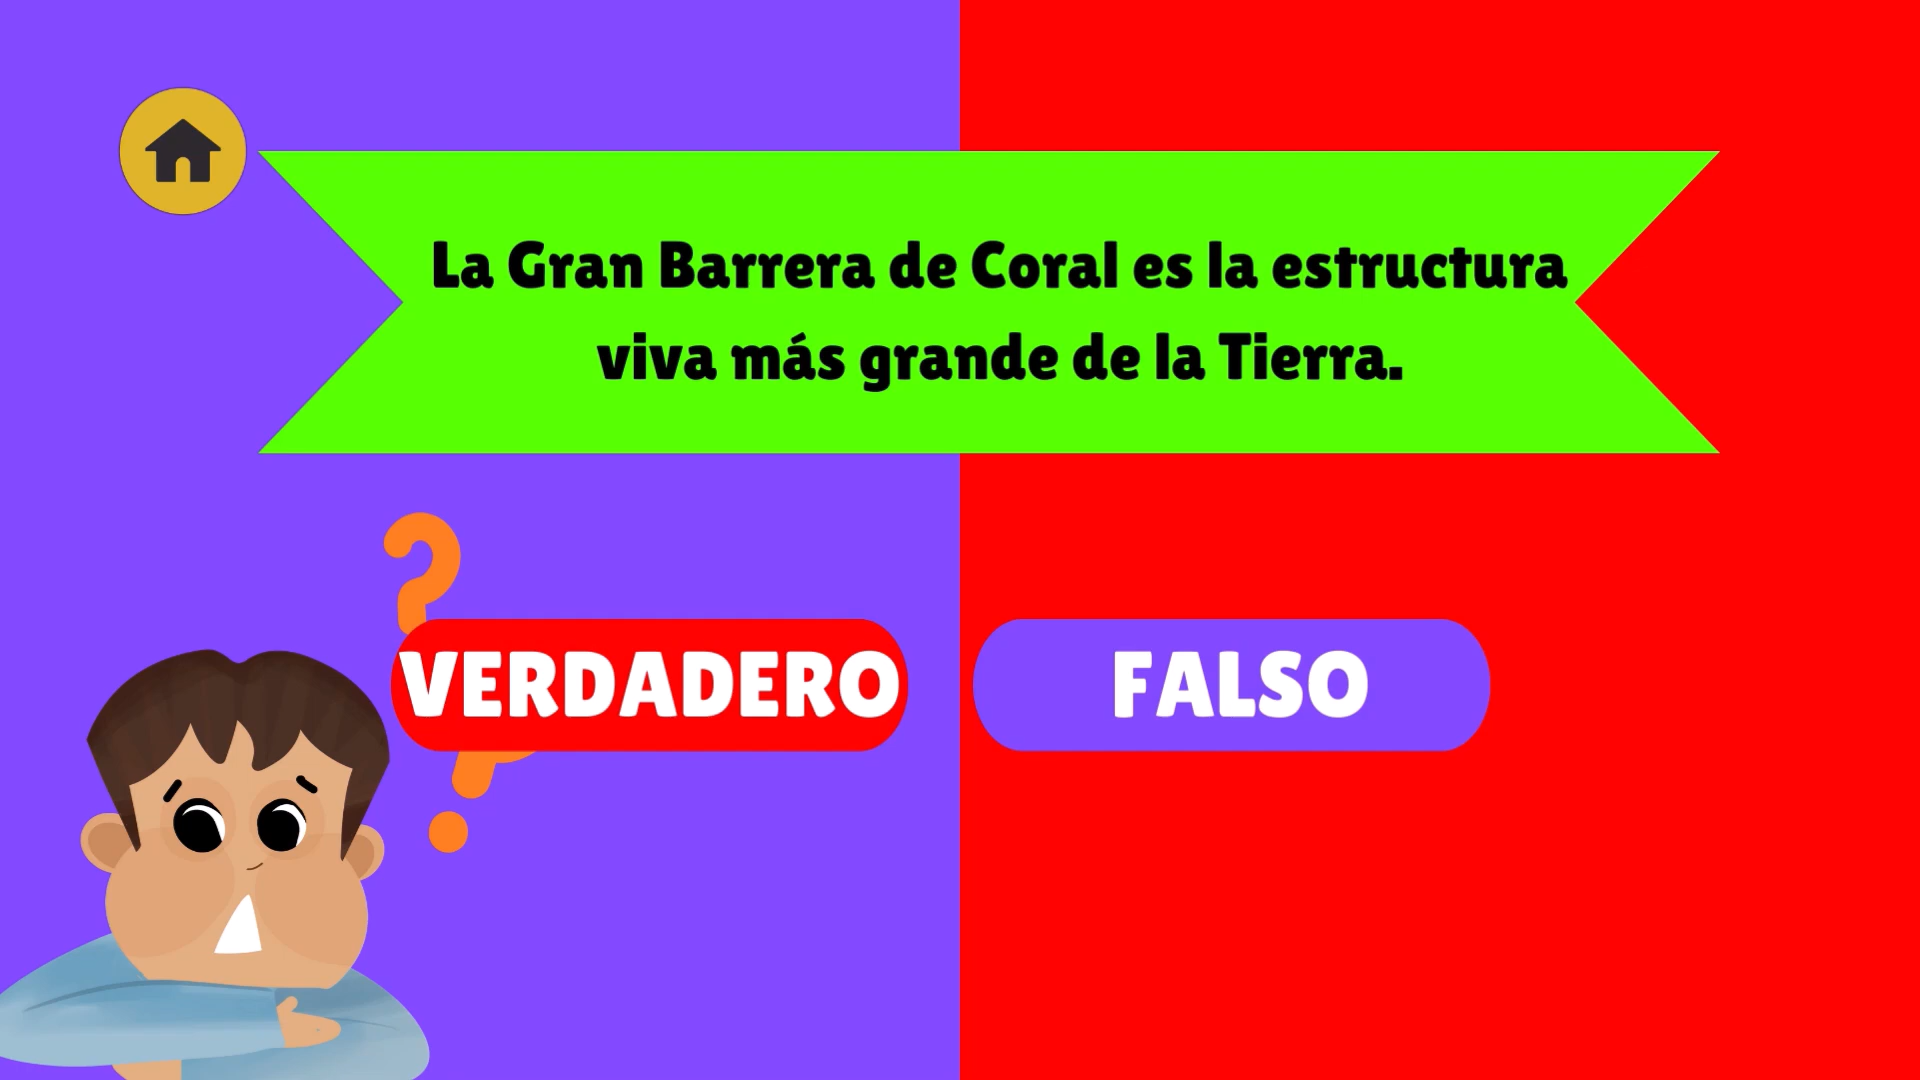 La Gran Barrera de Coral es la estructura
viva más grande de la Tierra.
VERDADERO
FALSO